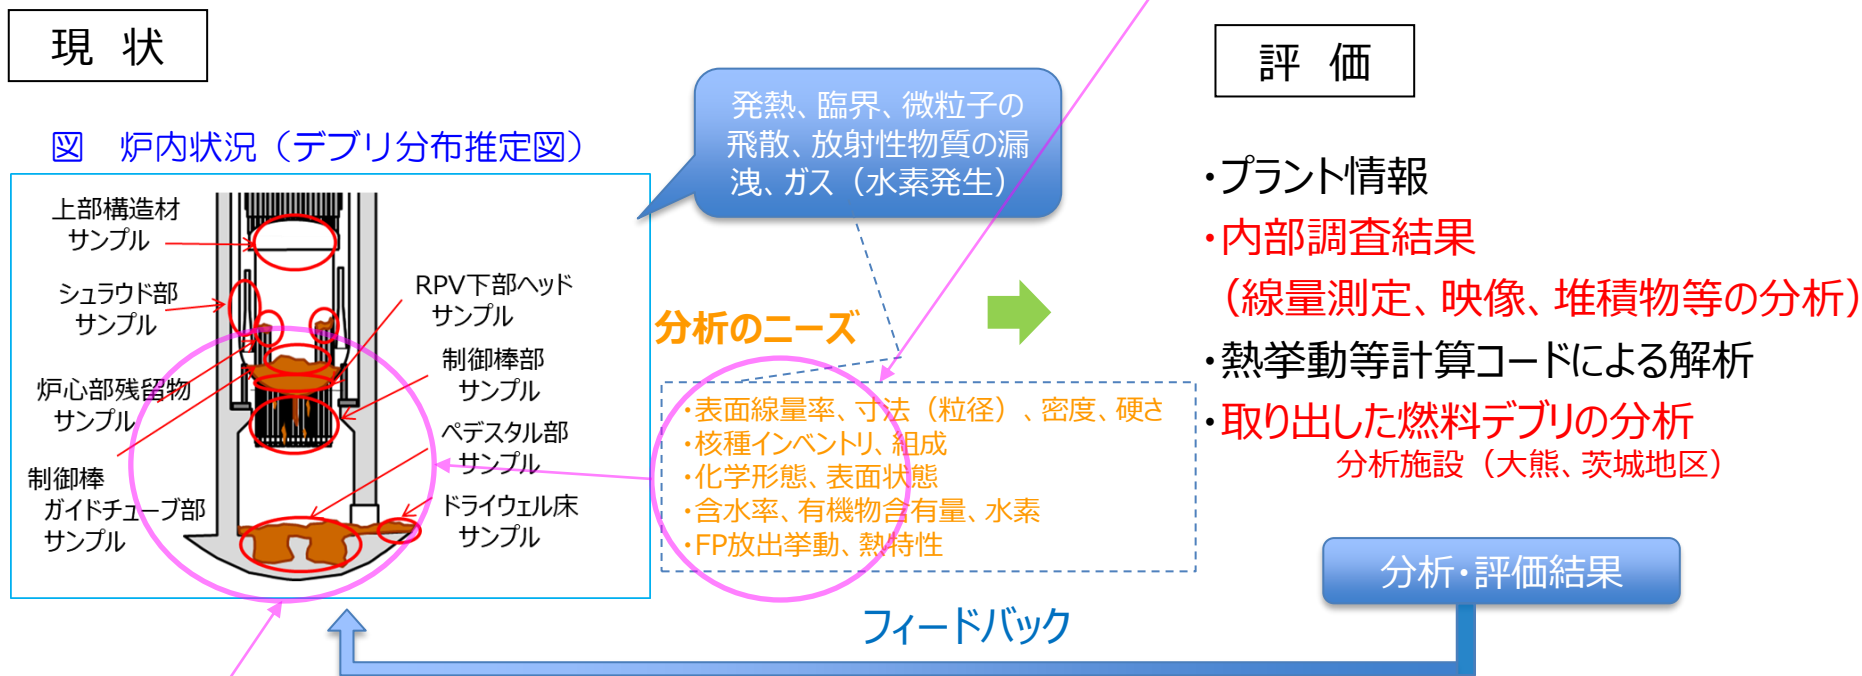 現 状
図 炉内状況（デブリ分布推定図）
上部構造材
サンプル
シュラウド部
サンプル
炉心部残留物
サンプル
制御棒
ガイドチューブ部
サンプル
RPV下部ヘッド
サンプル
制御棒部
サンプル
ペデスタル部
サンプル
ドライウェル床
サンプル
発熱、臨界、微粒子の
飛散、放射性物質の漏
洩、ガス（水素発生）
分析のニーズ
・表面線量率、寸法（粒径）、密度、硬さ
・核種インベントリ、組成
・化学形態、表面状態
・含水率、有機物含有量、水素
・FP放出挙動、熱特性
評 価
・プラント情報
・内部調査結果
（線量測定、映像、堆積物等の分析）
・熱挙動等計算コードによる解析
・取り出した燃料デブリの分析
分析施設（大熊、茨城地区）
分析・評価結果
フィードバック